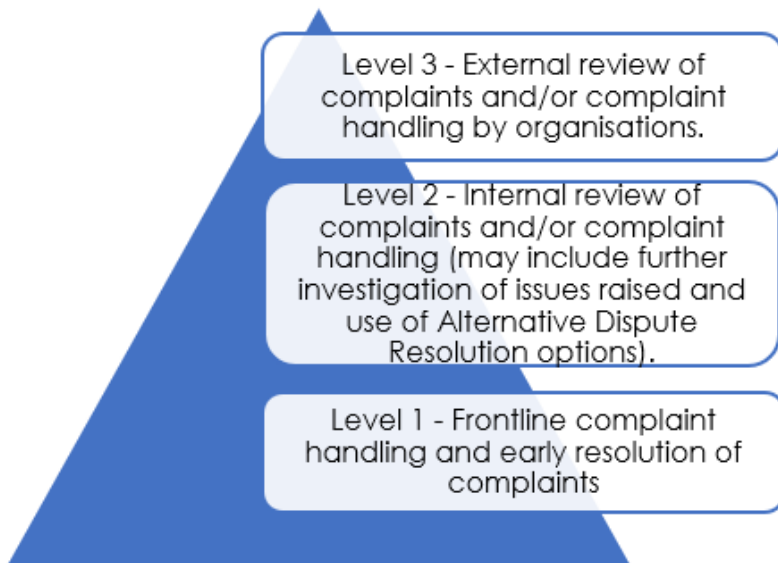 Level 3 - External review of
complaints and/or complaint
handling by organisations.
Level 2 - Internal review of
complaints and/or complaint
handling (may include further
investigation of issues raised and
use of Alternative Dispute
Resolution options).
Level 1 - Frontline complaint
handling and early resolution of
complaints